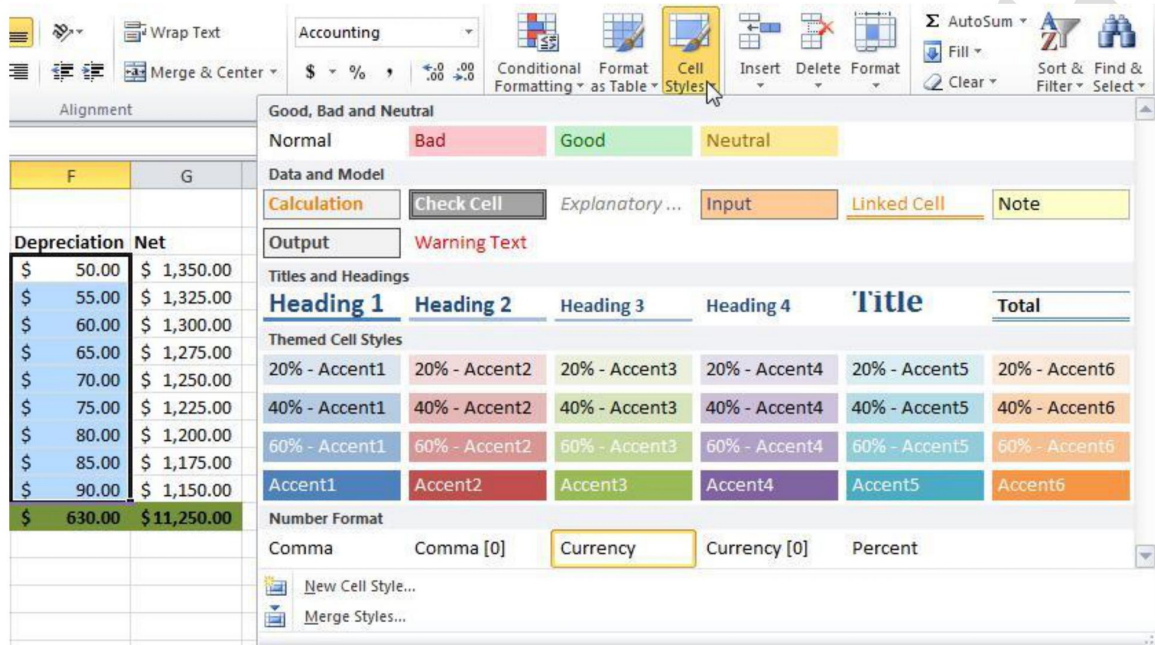 Wrap Text Accounting Σ AutoSum
Fill
Merge & Center $ % , .0 .00 .00 .0 Conditional Formatting Format as Table Cell Styles Insert Delete Format Clear Sort & Filter Find & Select
Alignment
Good, Bad and Neutral
Normal Bad Good Neutral
F G
Data and Model
Calculation Check Cell Explanatory ... Input Linked Cell Note
Depreciation Net
Output Warning Text
$ 50.00 $ 1,350.00
Titles and Headings
$ 55.00 $ 1,325.00
Heading 1 Heading 2 Heading 3 Heading 4 Title Total
$ 60.00 $ 1,300.00
Themed Cell Styles
$ 65.00 $ 1,275.00
20% - Accent1 20% - Accent2 20% - Accent3 20% - Accent4 20% - Accent5 20% - Accent6
$ 70.00 $ 1,250.00
40% - Accent1 40% - Accent2 40% - Accent3 40% - Accent4 40% - Accent5 40% - Accent6
$ 75.00 $ 1,225.00
$ 80.00 $ 1,200.00
60% - Accent1 60% - Accent2 60% - Accent3 60% - Accent4 60% - Accent5 60% - Accent6
$ 85.00 $ 1,175.00
Accent1 Accent2 Accent3 Accent4 Accent5 Accent6
$ 90.00 $ 1,150.00
$ 630.00 $11,250.00
Number Format
Comma Comma [0] Currency Currency [0] Percent
New Cell Style...
Merge Styles...